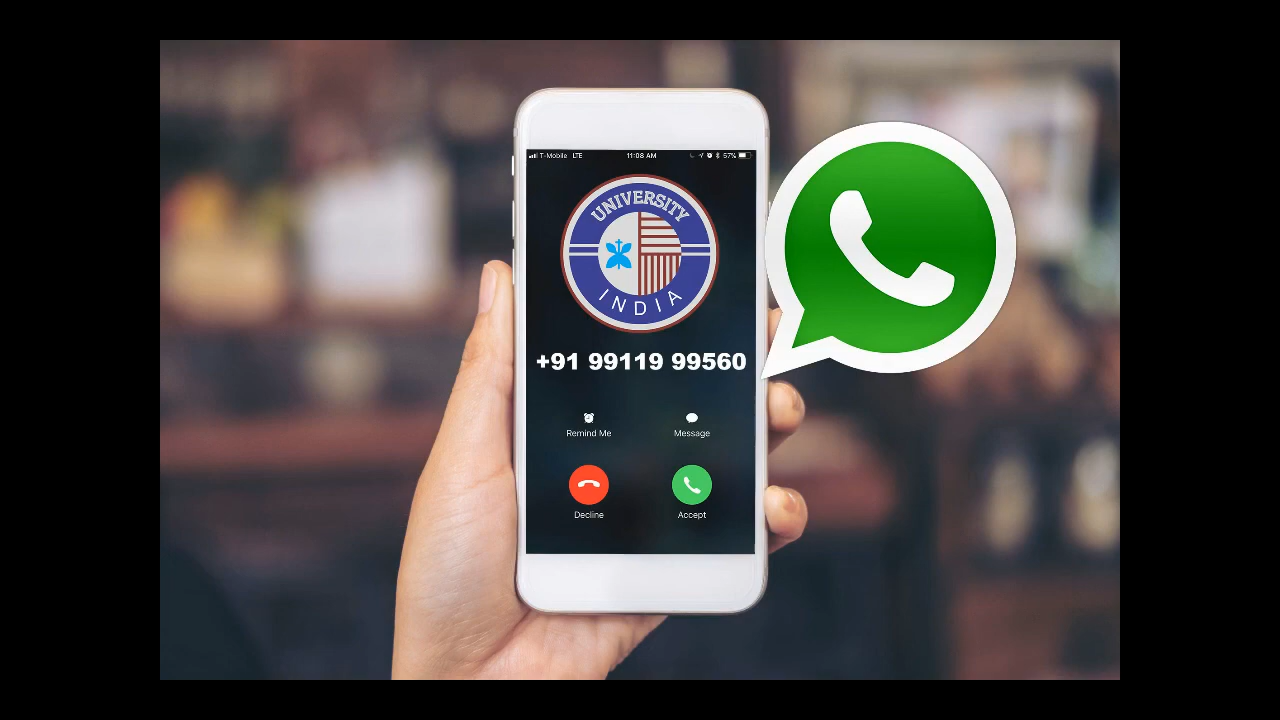 T-Mobile LTE 11:08 AM 57%
UNIVERSITY
INDIA
+91 99119 99560
Remind Me Message
Decline Accept